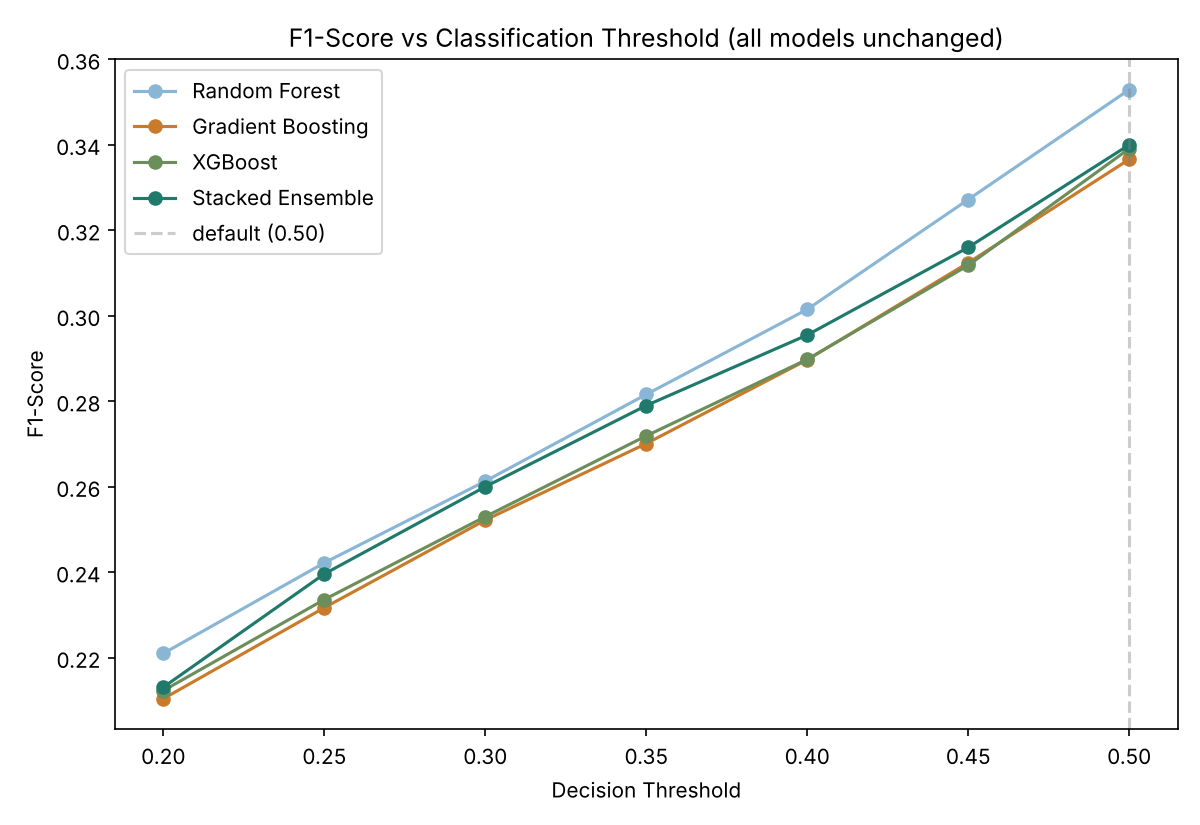 F1-Score vs Classification Threshold (all models unchanged)
0.36
0.34
0.32
0.30
0.28
0.26
0.24
0.22
F1-Score
Random Forest
Gradient Boosting
XGBoost
Stacked Ensemble
default (0.50)
0.20 0.25 0.30 0.35 0.40 0.45 0.50
Decision Threshold